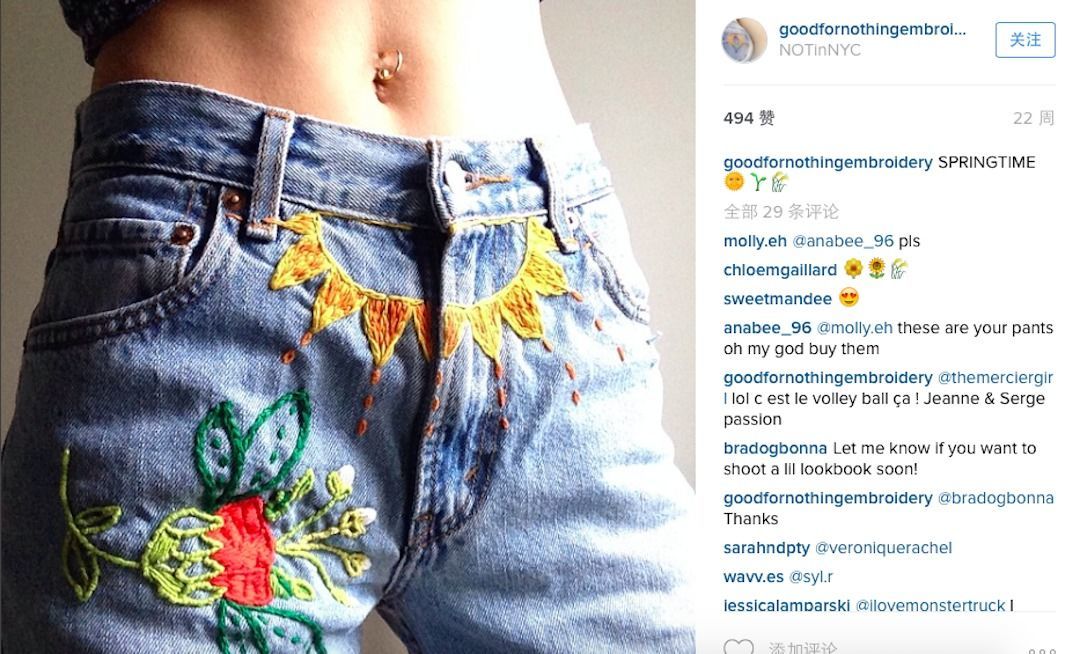 goodfornothingembroi...
NOTinNYC
关注
494 赞
22 周
goodfornothingembroidery SPRINGTIME
全部 29 条评论
molly.eh @anabee_96 pls
chloemgaillard
sweetmandee
anabee_96 @molly.eh these are your pants
oh my god buy them
goodfornothingembroidery @themerciergir
l lol c est le volley ball ça ! Jeanne & Serge
passion
bradogbonna Let me know if you want to
shoot a lil lookbook soon!
goodfornothingembroidery @bradogbonna
Thanks
sarahndpty @veroniquerachel
wavv.es @syl.r
jessicalamparski @ilovemonstertruck I
添加评论